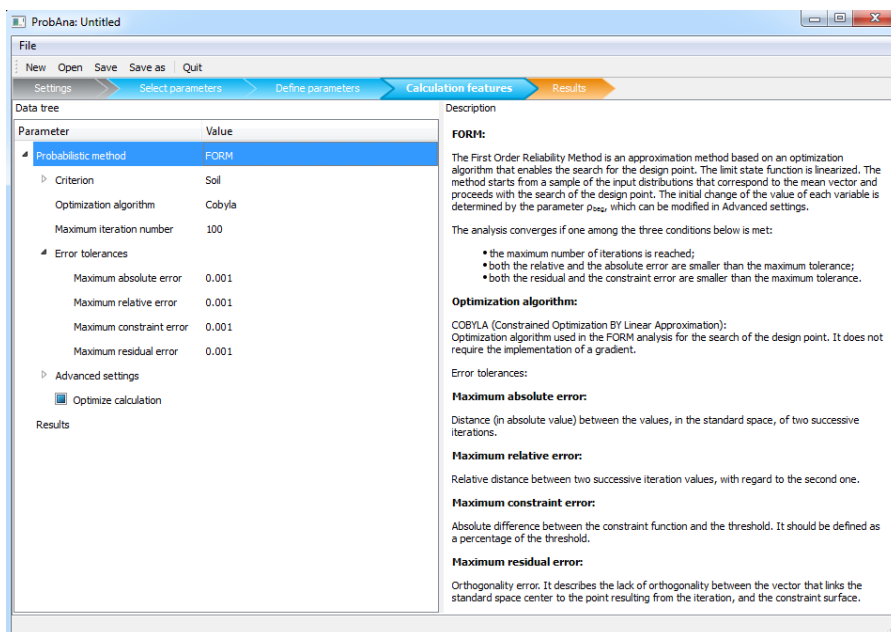 ProbAna: Untitled
File
New Open Save Save as Quit
Settings Select parameters Define parameters Calculation features Results
Data tree
Parameter Value
Probabilistic method FORM
Criterion Soil
Optimization algorithm Cobyla
Maximum iteration number 100
Error tolerances
Maximum absolute error 0.001
Maximum relative error 0.001
Maximum constraint error 0.001
Maximum residual error 0.001
Advanced settings
Optimize calculation
Results
Description
FORM:
The First Order Reliability Method is an approximation method based on an optimization
algorithm that enables the search for the design point. The limit state function is linearized. The
method starts from a sample of the input distributions that correspond to the mean vector and
proceeds with the search of the design point. The initial change of the value of each variable is
determined by the parameter ρbeg, which can be modified in Advanced settings.
The analysis converges if one among the three conditions below is met:
• the maximum number of iterations is reached;
• both the relative and the absolute error are smaller than the maximum tolerance;
• both the residual and the constraint error are smaller than the maximum tolerance.
Optimization algorithm:
COBYLA (Constrained Optimization BY Linear Approximation):
Optimization algorithm used in the FORM analysis for the search of the design point. It does not
require the implementation of a gradient.
Error tolerances:
Maximum absolute error:
Distance (in absolute value) between the values, in the standard space, of two successive
iterations.
Maximum relative error:
Relative distance between two successive iteration values, with regard to the second one.
Maximum constraint error:
Absolute difference between the constraint function and the threshold. It should be defined as
a percentage of the threshold.
Maximum residual error:
Orthogonality error. It describes the lack of orthogonality between the vector that links the
standard space center to the point resulting from the iteration, and the constraint surface.